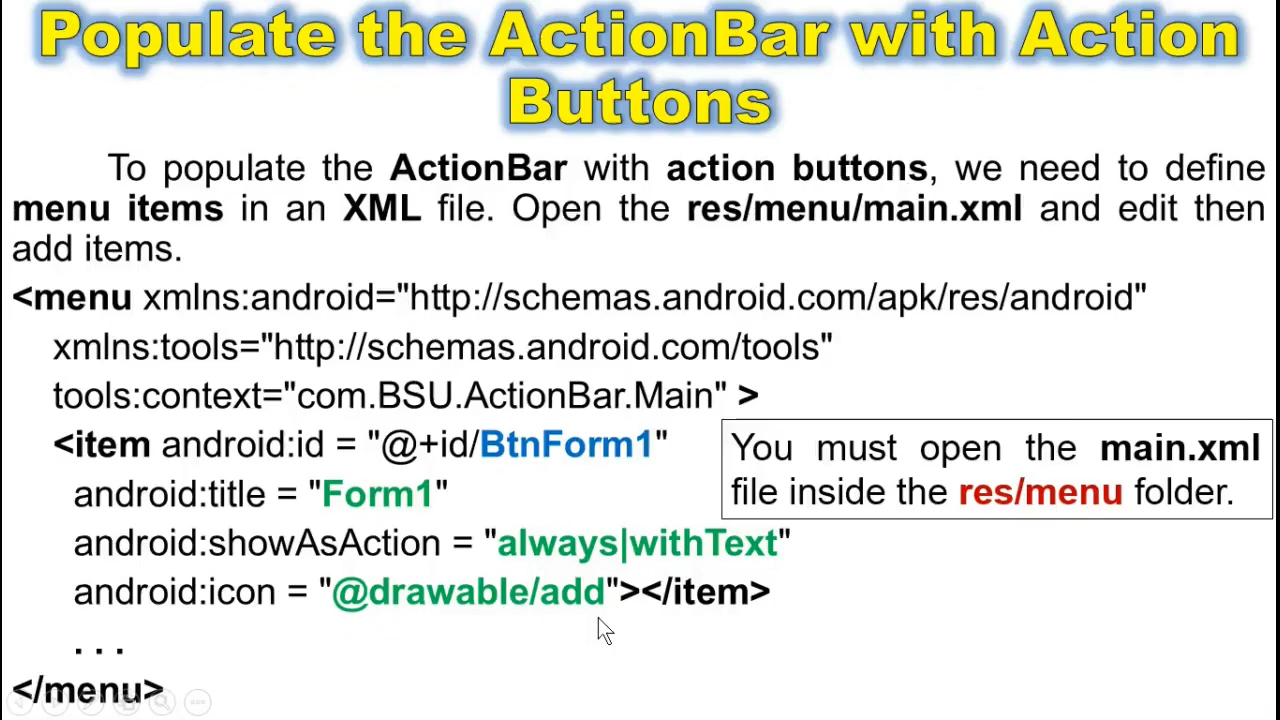 Populate the ActionBar with Action
Buttons
To populate the ActionBar with action buttons, we need to define
menu items in an XML file. Open the res/menu/main.xml and edit then
add items.
<menu xmlns:android="http://schemas.android.com/apk/res/android"
xmlns:tools="http://schemas.android.com/tools"
tools:context="com.BSU.ActionBar.Main" >
<item android:id = "@+id/BtnForm1"
android:title = "Form1"
android:showAsAction = "always|withText"
android:icon = "@drawable/add"></item>
. . .
</menu>
You must open the main.xml
file inside the res/menu folder.